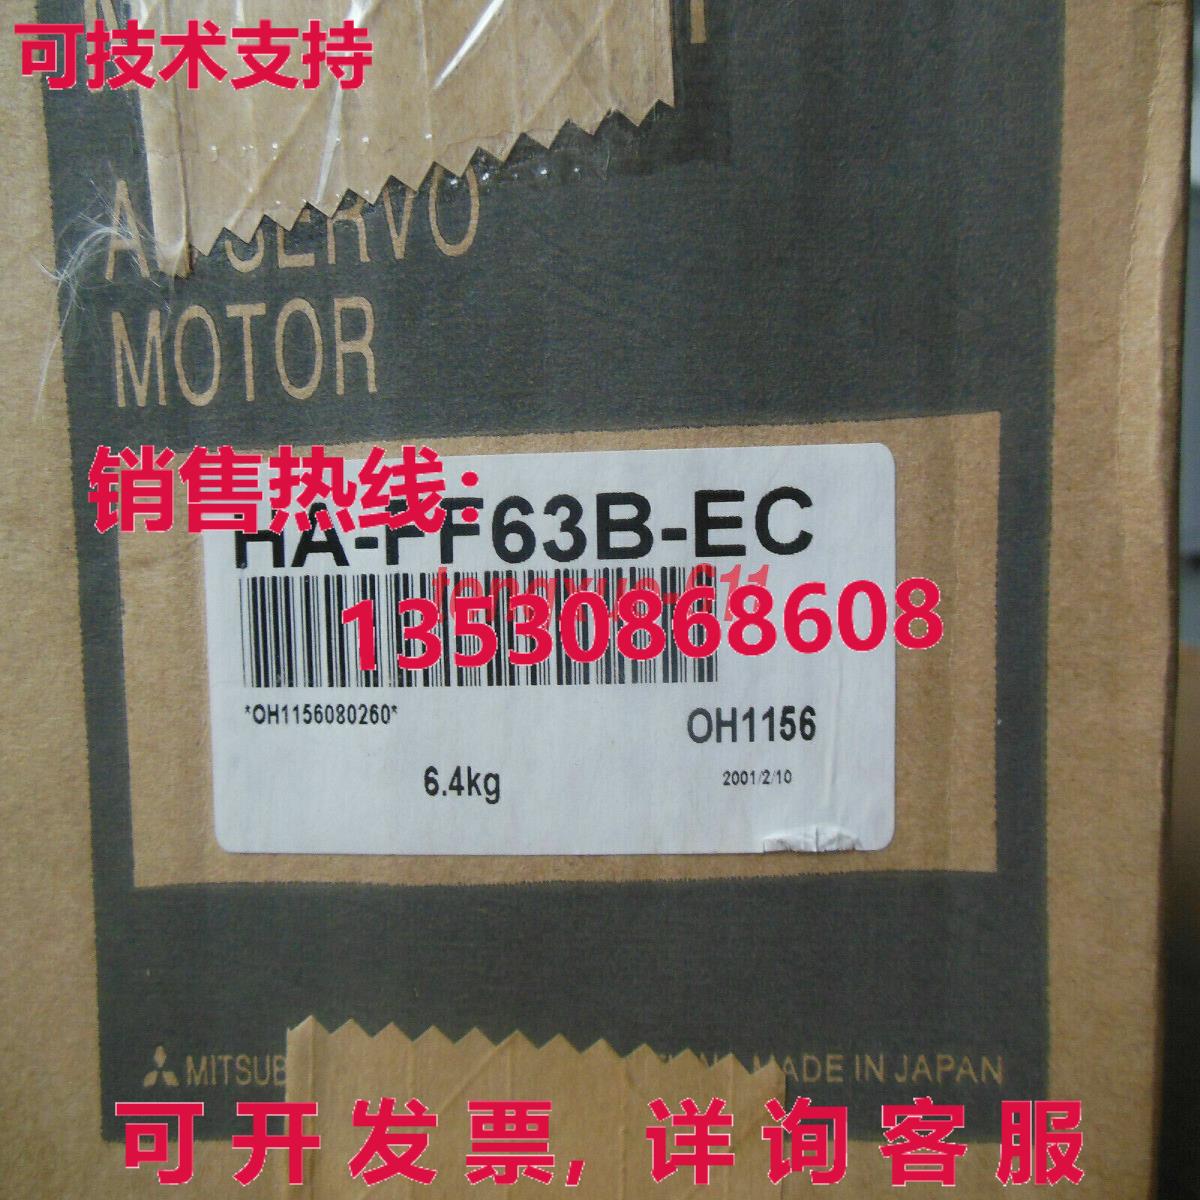 可技术支持
SERVO
MOTOR
销售热线:
HA-FF63B-EC
13530868608
*OH1156080260*
OH1156
6.4kg
2001/2/10
MADE IN JAPAN
可开发票, 详询客服